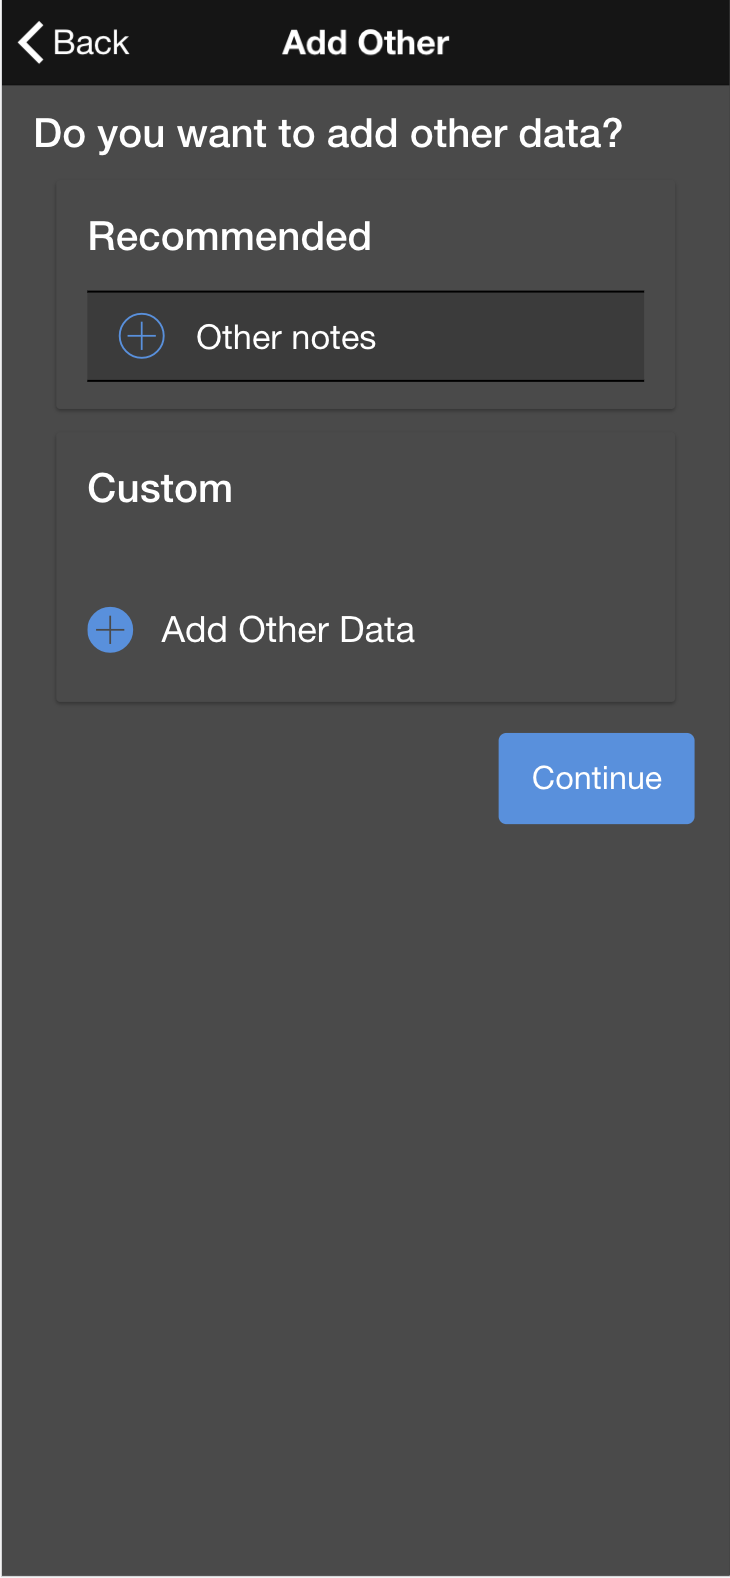 Back
Add Other
Do you want to add other data?
Recommended
Other notes
Custom
Add Other Data
Continue